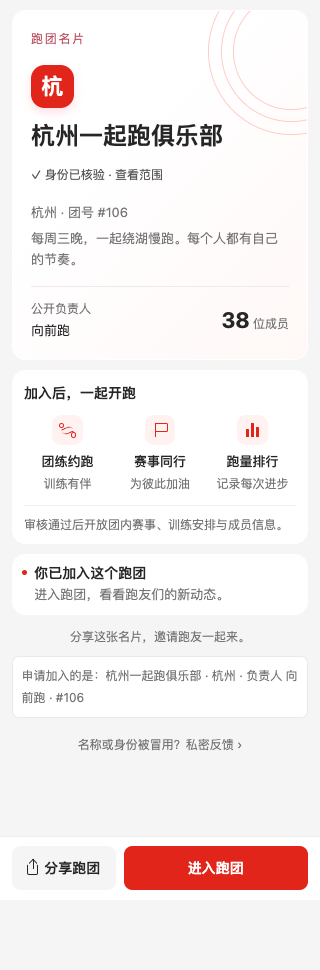 跑团名片
杭
杭州一起跑俱乐部
✓ 身份已核验 · 查看范围
杭州 · 团号 #106
每周三晚，一起绕湖慢跑。每个人都有自己
的节奏。
公开负责人
向前跑
38 位成员
加入后，一起开跑
团练约跑
赛事同行
跑量排行
训练有伴
为彼此加油
记录每次进步
审核通过后开放团内赛事、训练安排与成员信息。
你已加入这个跑团
进入跑团，看看跑友们的新动态。
分享这张名片，邀请跑友一起来。
申请加入的是：杭州一起跑俱乐部 · 杭州 · 负责人 向
前跑 · #106
名称或身份被冒用？私密反馈 ›
分享跑团
进入跑团